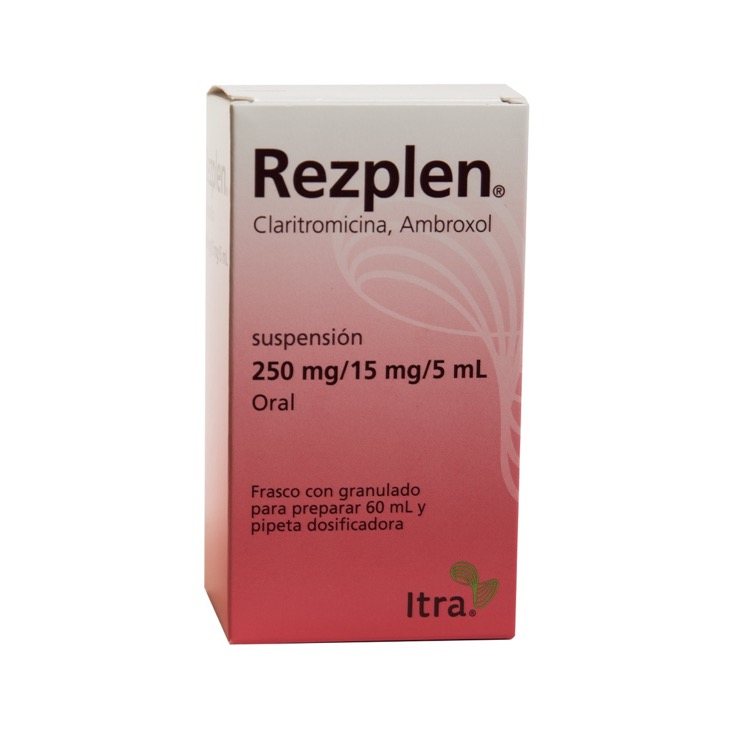 Rezplen®
Claritromicina, Ambroxol
suspensión
250 mg/15 mg/5 mL
Oral
Frasco con granulado
para preparar 60 mL y
pipeta dosificadora
Itra®